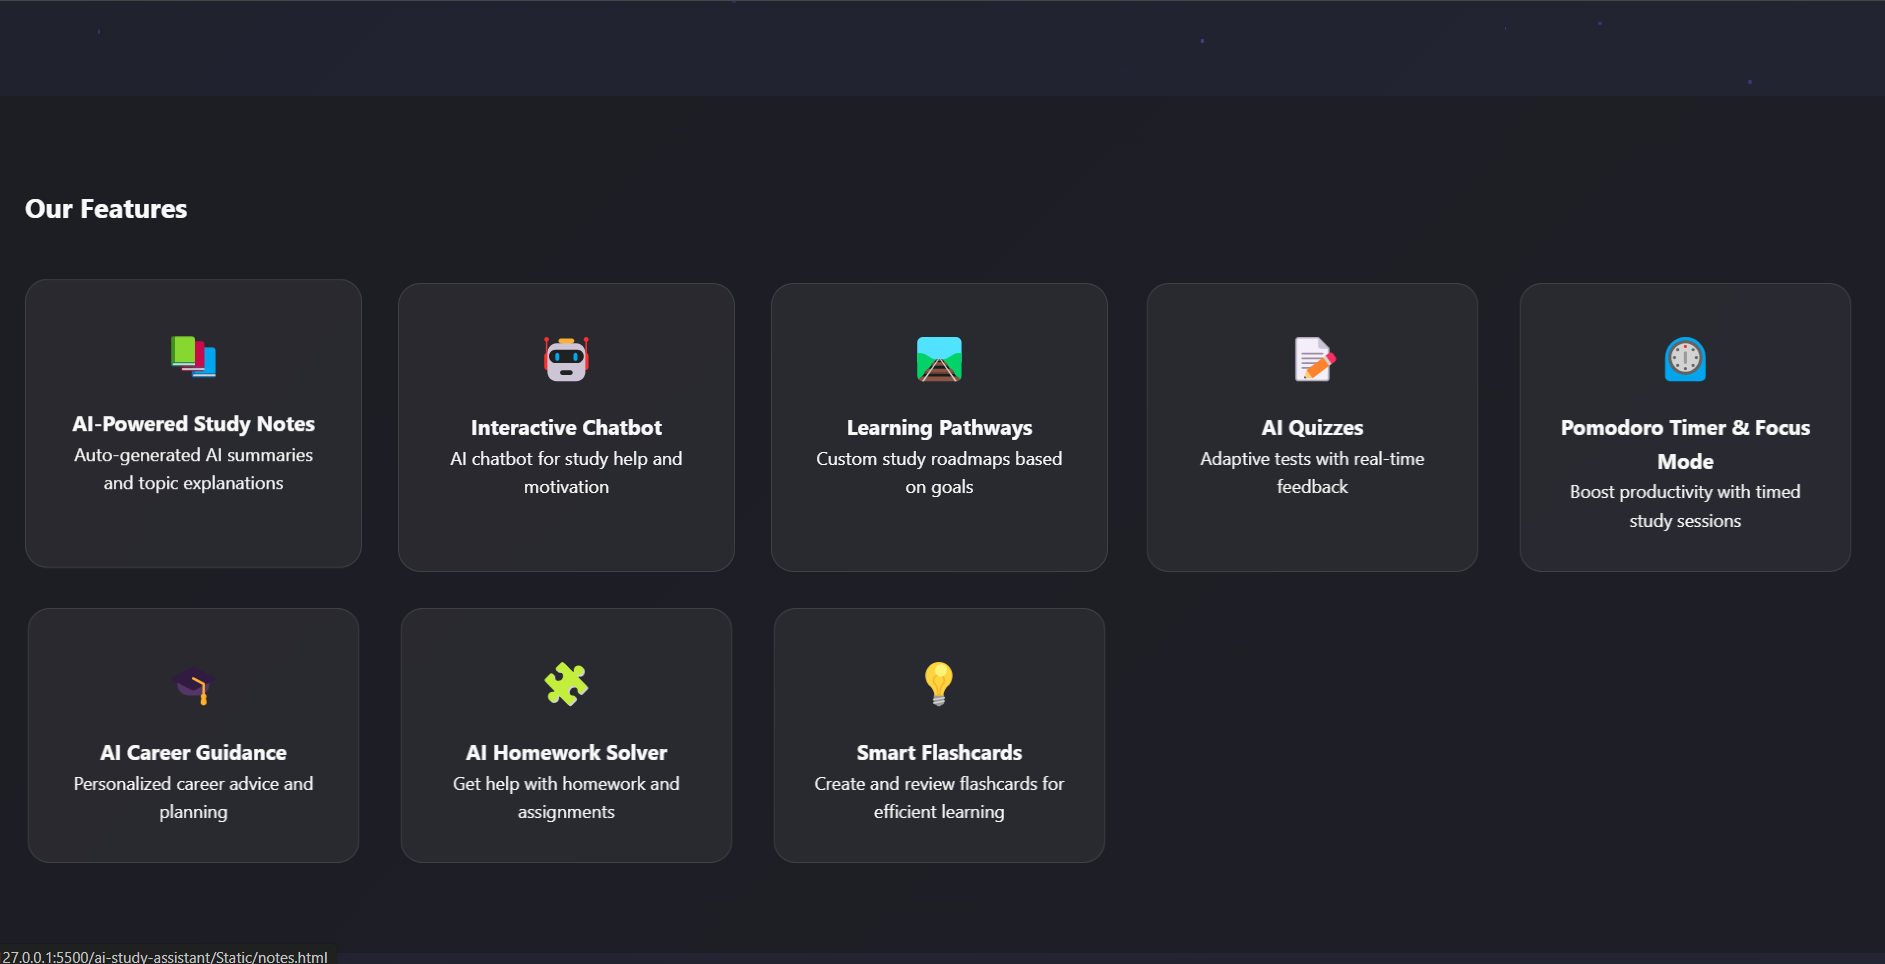 Our Features
AI-Powered Study Notes
Auto-generated AI summaries
and topic explanations
Interactive Chatbot
AI chatbot for study help and
motivation
Learning Pathways
Custom study roadmaps based
on goals
AI Quizzes
Adaptive tests with real-time
feedback
Pomodoro Timer & Focus
Mode
Boost productivity with timed
study sessions
AI Career Guidance
Personalized career advice and
planning
AI Homework Solver
Get help with homework and
assignments
Smart Flashcards
Create and review flashcards for
efficient learning
127.0.0.1:5500/ai-study-assistant/Static/notes.html